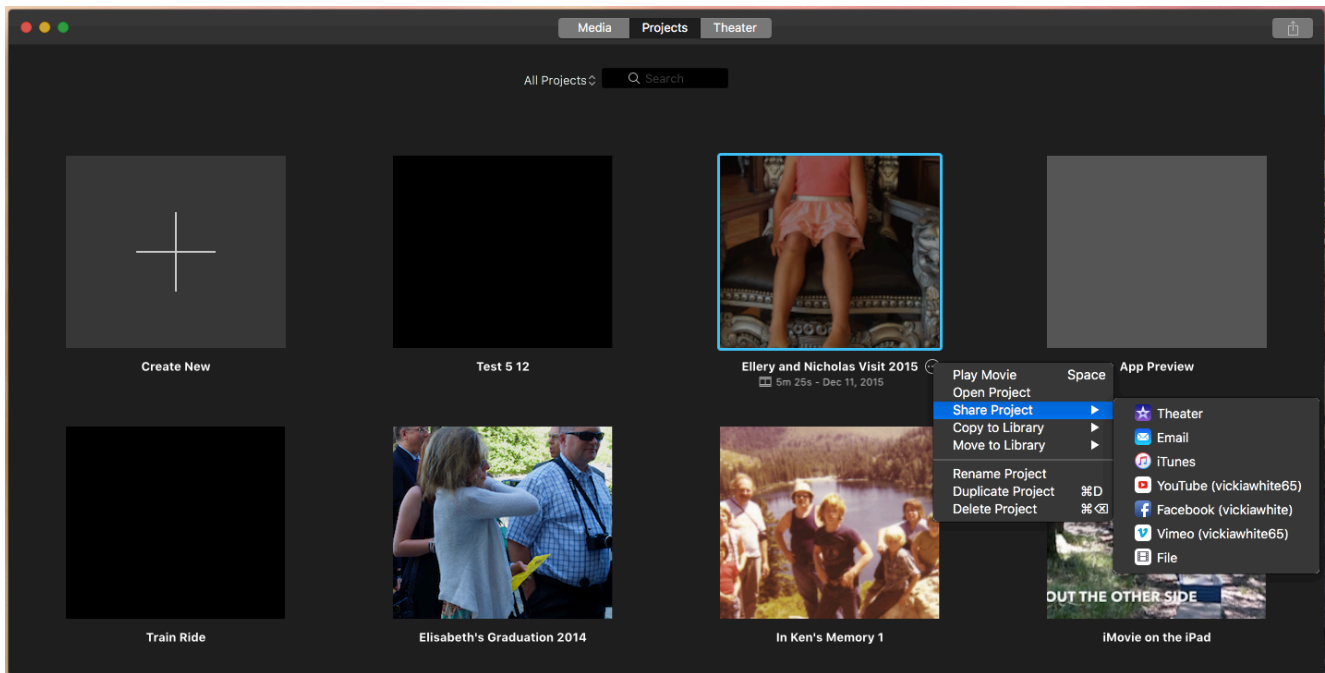 Media Projects Theater
All Projects Search
Create New
Test 5 12
Ellery and Nicholas Visit 2015
5m 25s - Dec 11, 2015
App Preview
Play Movie Space
Open Project
Share Project
Copy to Library
Move to Library
Rename Project
Duplicate Project ⌘D
Delete Project ⌘⌫
Theater
Email
iTunes
YouTube (vickiawhite65)
Facebook (vickiawhite)
Vimeo (vickiawhite65)
File
OUT THE OTHER SIDE
Train Ride
Elisabeth's Graduation 2014
In Ken's Memory 1
iMovie on the iPad